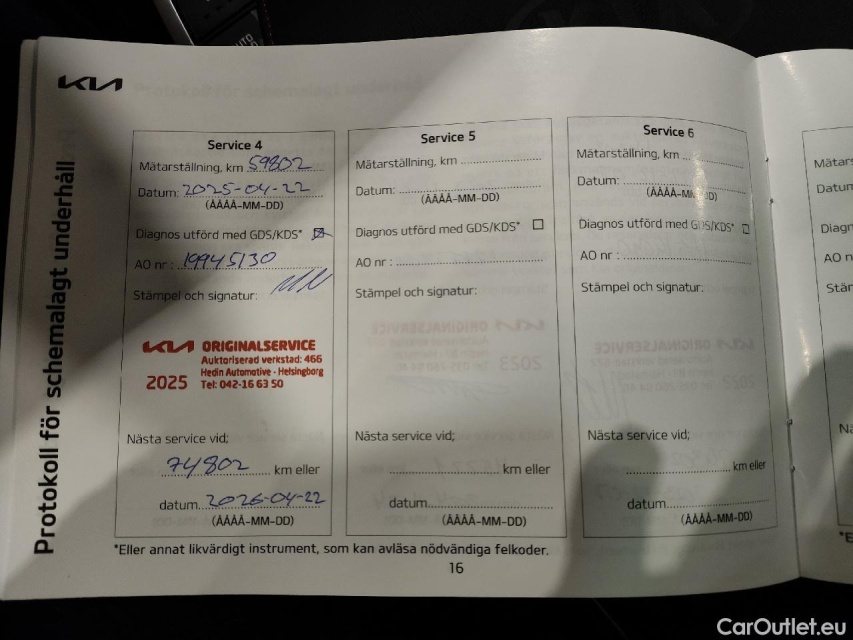 KIA
Protokoll för schemalagt underhåll
Service 4
Mätarställning, km 59802
Datum: 2025-04-22
(ÅÅÅÅ-MM-DD)
Diagnos utförd med GDS/KDS*
AO nr : 19945130
Stämpel och signatur:
KIA ORIGINALSERVICE
Auktoriserad verkstad: 466
Hedin Automotive - Helsingborg
2025 Tel: 042-16 63 50
Nästa service vid;
74802 km eller
datum 2026-04-22
(ÅÅÅÅ-MM-DD)
Service 5
Mätarställning, km
Datum:
(ÅÅÅÅ-MM-DD)
Diagnos utförd med GDS/KDS*
AO nr :
Stämpel och signatur:
Nästa service vid;
km eller
datum
(ÅÅÅÅ-MM-DD)
Service 6
Mätarställning, km
Datum:
(ÅÅÅÅ-MM-DD)
Diagnos utförd med GDS/KDS*
AO nr :
Stämpel och signatur:
Nästa service vid;
km eller
datum
(ÅÅÅÅ-MM-DD)
*Eller annat likvärdigt instrument, som kan avläsa nödvändiga felkoder.
16
CarOutlet.eu